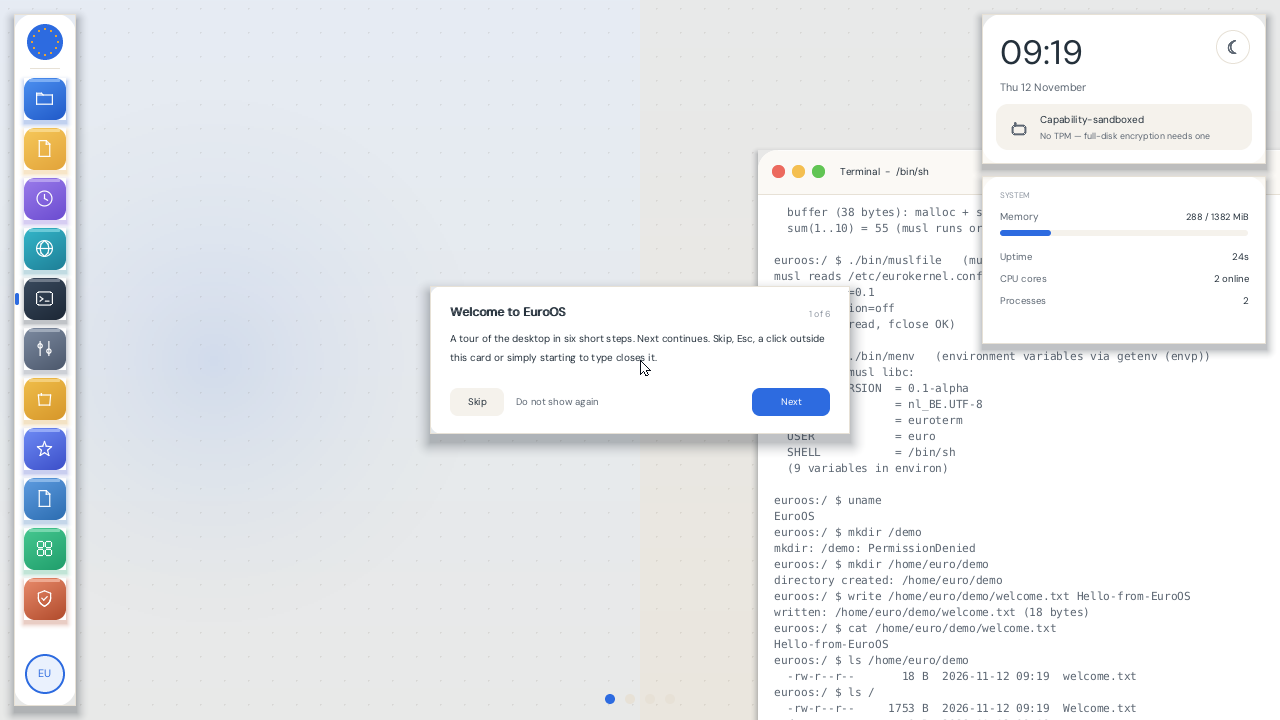 09:19
Thu 12 November
Capability-sandboxed
No TPM — full-disk encryption needs one
SYSTEM
Memory 288 / 1382 MiB
Uptime 24s
CPU cores 2 online
Processes 2
Terminal - /bin/sh
buffer (38 bytes): malloc + s
sum(1..10) = 55 (musl runs or
euroos:/ $ ./bin/muslfile (mu
musl reads /etc/eurokernel.conf
=0.1
ion=off
read, fclose OK)
./bin/menv (environment variables via getenv (envp))
musl libc:
RSION = 0.1-alpha
= nl_BE.UTF-8
= euroterm
USER = euro
SHELL = /bin/sh
(9 variables in environ)
euroos:/ $ uname
EuroOS
euroos:/ $ mkdir /demo
mkdir: /demo: PermissionDenied
euroos:/ $ mkdir /home/euro/demo
directory created: /home/euro/demo
euroos:/ $ write /home/euro/demo/welcome.txt Hello-from-EuroOS
written: /home/euro/demo/welcome.txt (18 bytes)
euroos:/ $ cat /home/euro/demo/welcome.txt
Hello-from-EuroOS
euroos:/ $ ls /home/euro/demo
-rw-r--r-- 18 B 2026-11-12 09:19 welcome.txt
euroos:/ $ ls /
-rw-r--r-- 1753 B 2026-11-12 09:19 Welcome.txt
Welcome to EuroOS 1 of 6
A tour of the desktop in six short steps. Next continues. Skip, Esc, a click outside
this card or simply starting to type closes it.
Skip Do not show again Next
EU